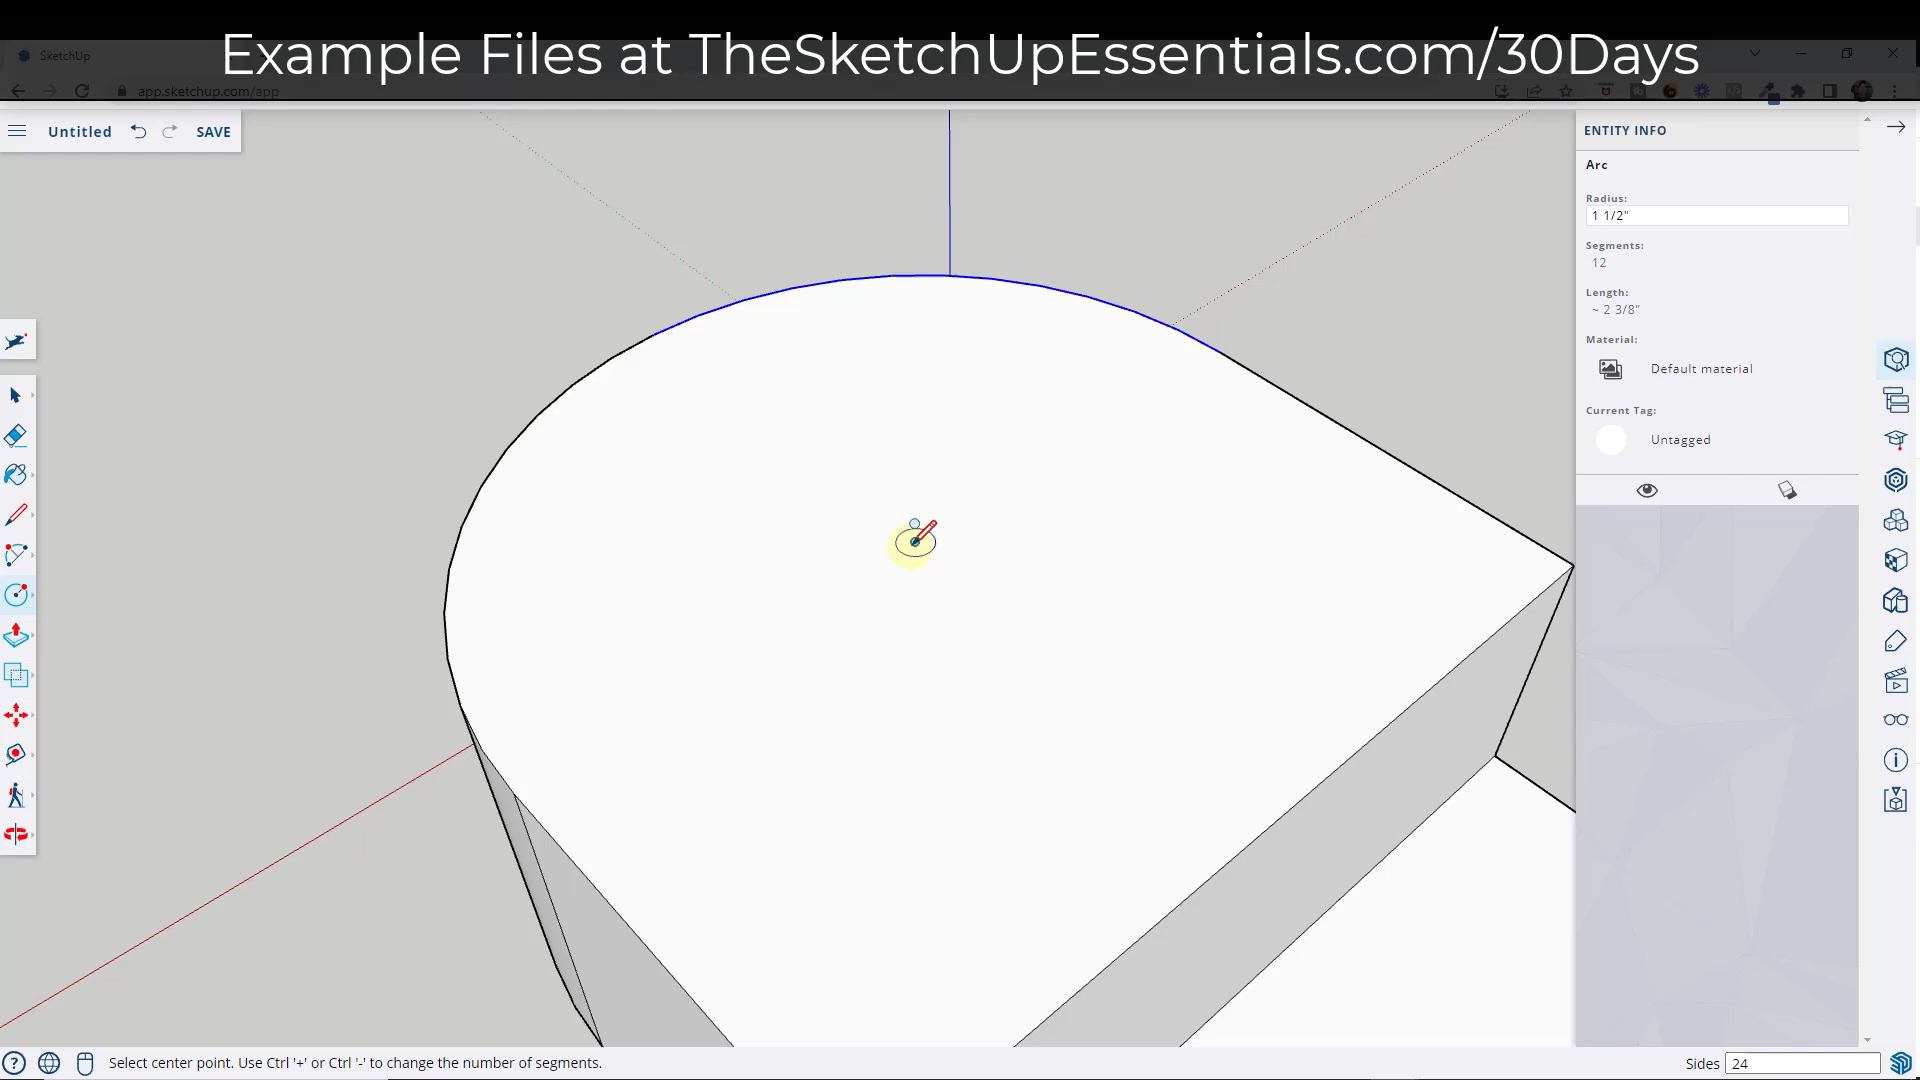 Example Files at TheSketchUpEssentials.com/30Days
SketchUp
app.sketchup.com/app
Untitled
SAVE
ENTITY INFO
Arc
Radius:
1 1/2"
Segments:
12
Length:
~ 2 3/8"
Material:
Default material
Current Tag:
Untagged
Select center point. Use Ctrl '+' or Ctrl '-' to change the number of segments.
Sides 24